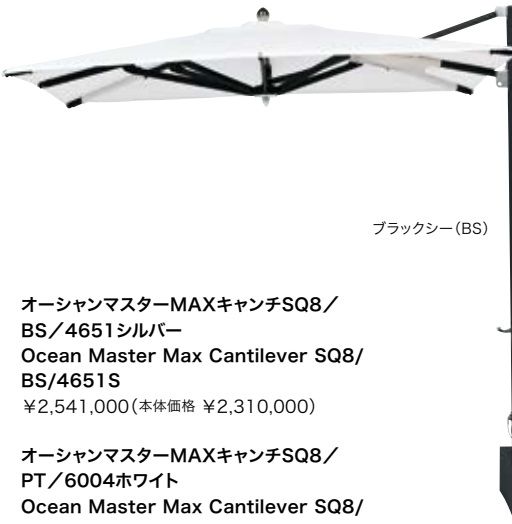 ブラックシー（BS）
オーシャンマスターMAXキャンチSQ8／
BS／4651シルバー
Ocean Master Max Cantilever SQ8/
BS/4651S
￥2,541,000（本体価格 ￥2,310,000）
オーシャンマスターMAXキャンチSQ8／
PT／6004ホワイト
Ocean Master Max Cantilever SQ8/